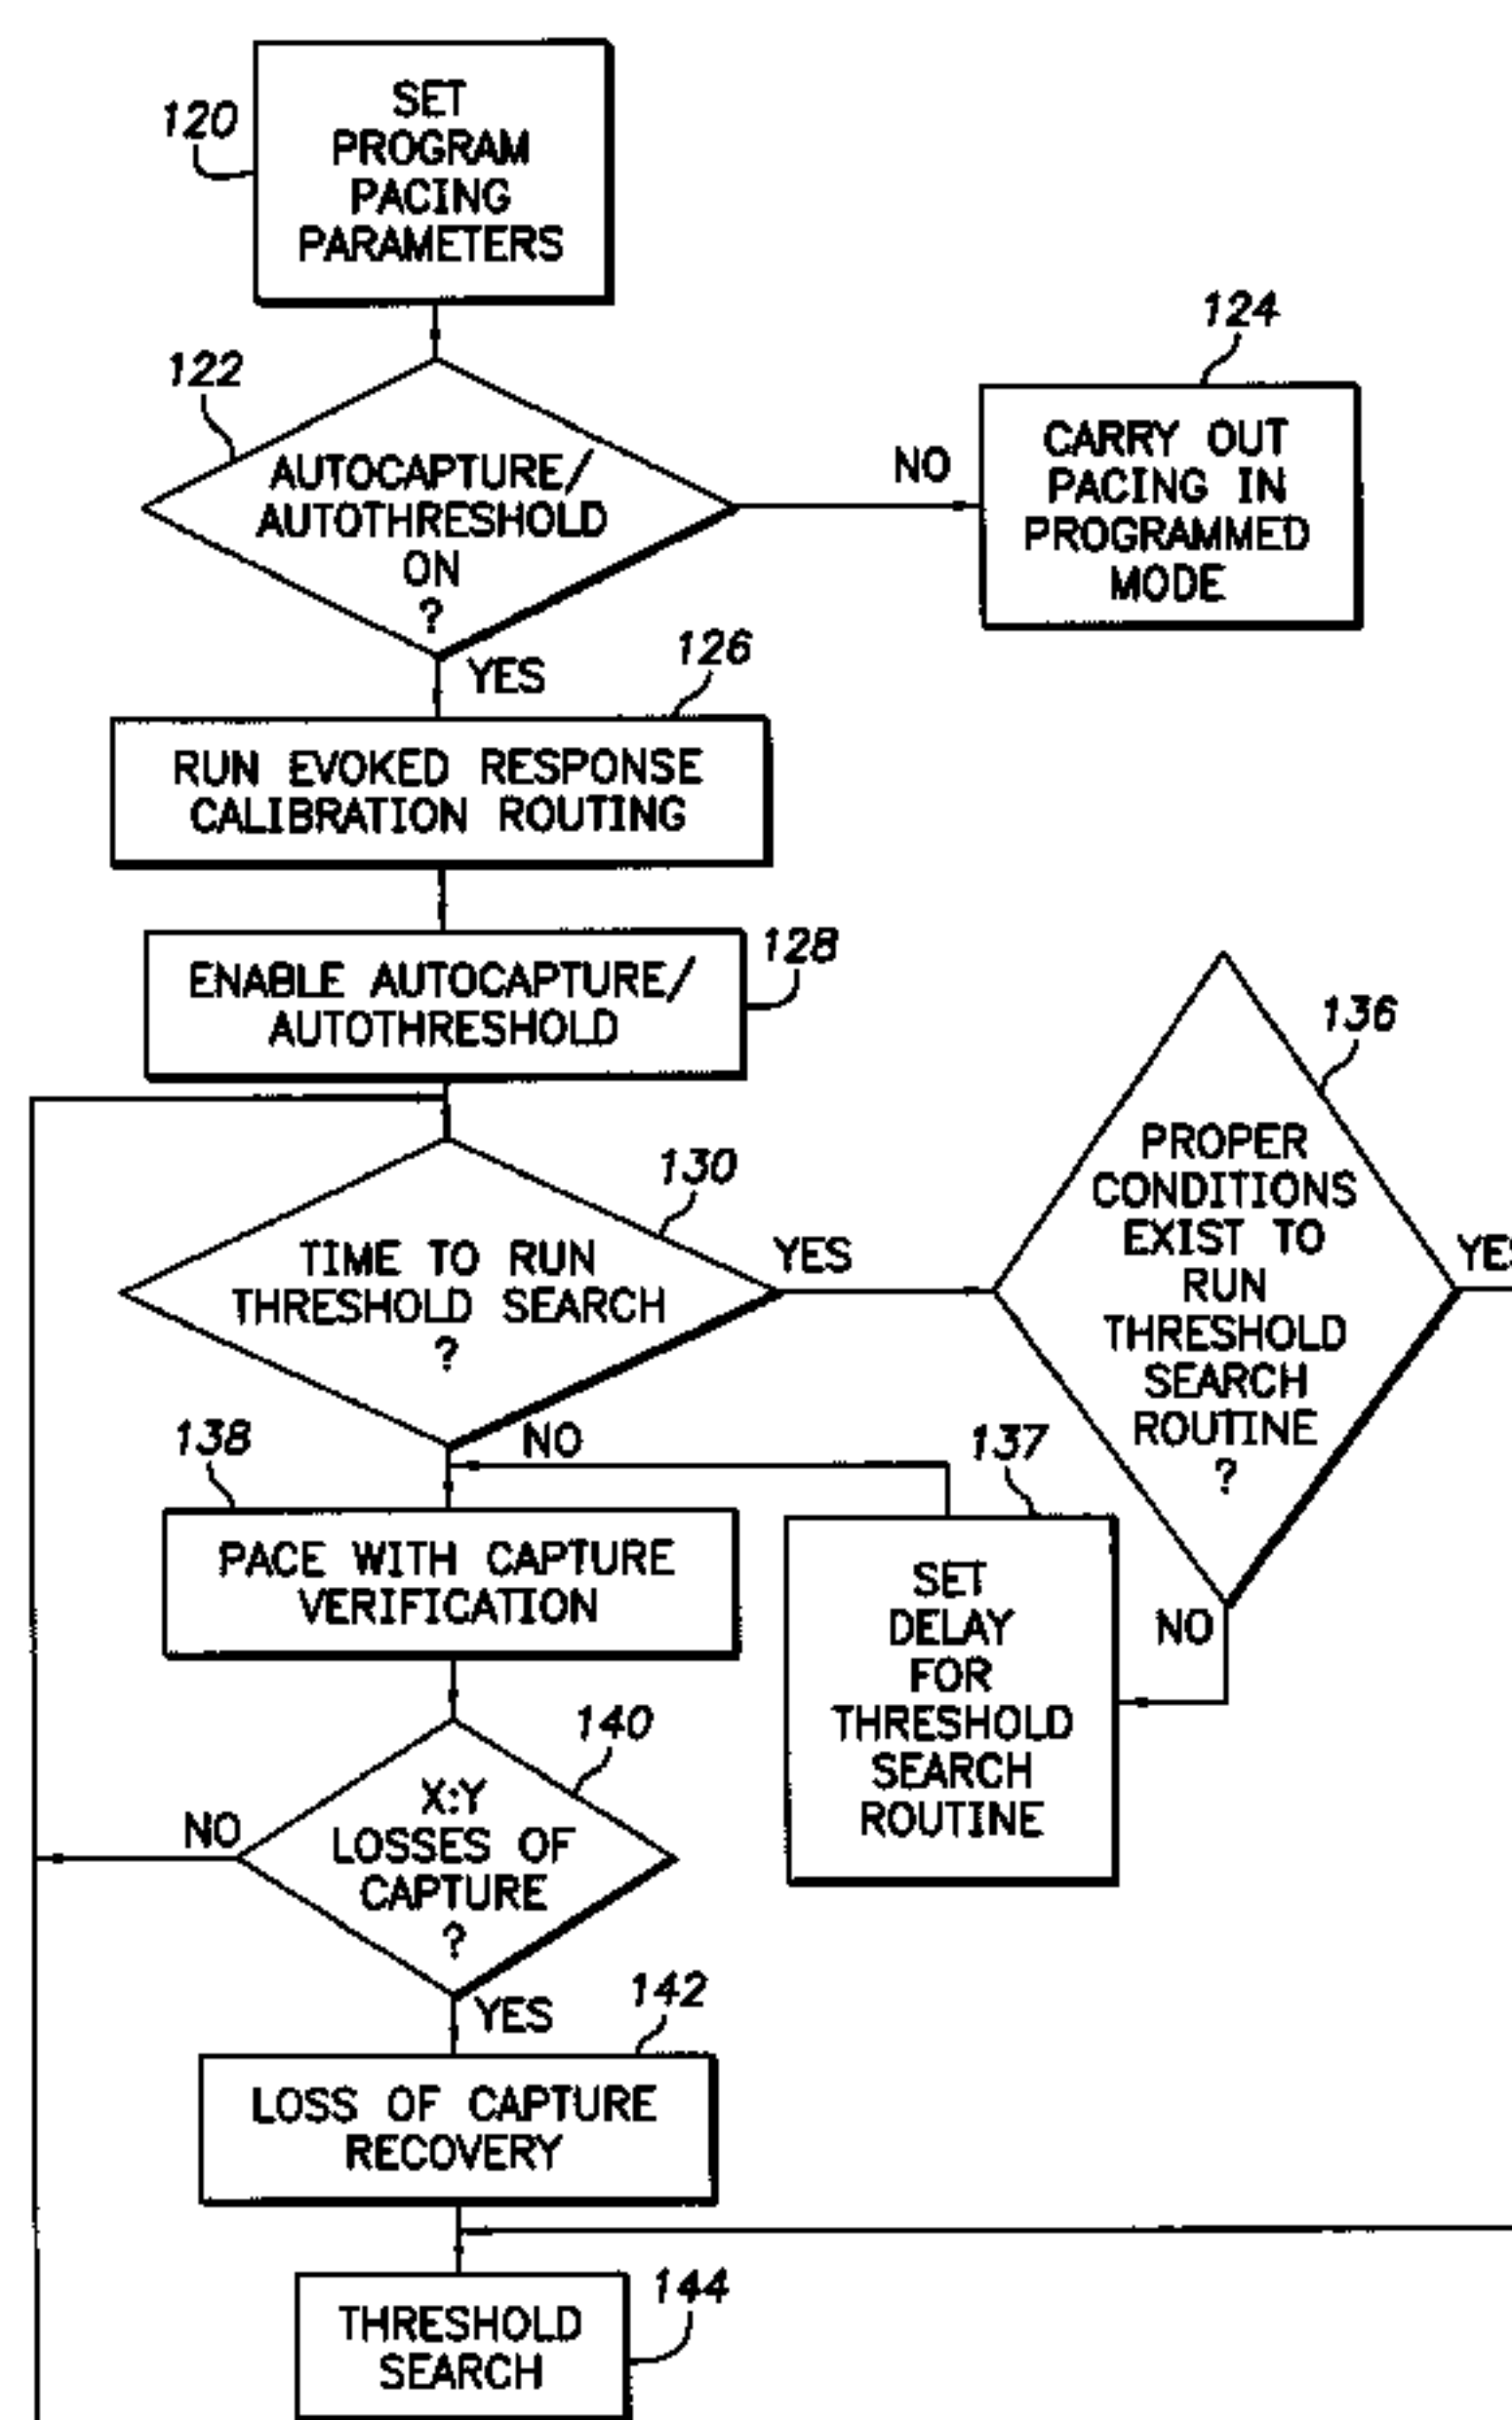 120
SET
PROGRAM
PACING
PARAMETERS
122
AUTOCAPTURE/
AUTOTHRESHOLD
ON
?
NO
124
CARRY OUT
PACING IN
PROGRAMMED
MODE
YES
126
RUN EVOKED RESPONSE
CALIBRATION ROUTING
128
ENABLE AUTOCAPTURE/
AUTOTHRESHOLD
130
TIME TO RUN
THRESHOLD SEARCH
?
YES
136
PROPER
CONDITIONS
EXIST TO
RUN
THRESHOLD
SEARCH
ROUTINE
?
YES
NO
138
PACE WITH CAPTURE
VERIFICATION
137
SET
DELAY
FOR
THRESHOLD
SEARCH
ROUTINE
NO
140
X:Y
LOSSES OF
CAPTURE
?
NO
YES
142
LOSS OF CAPTURE
RECOVERY
144
THRESHOLD
SEARCH